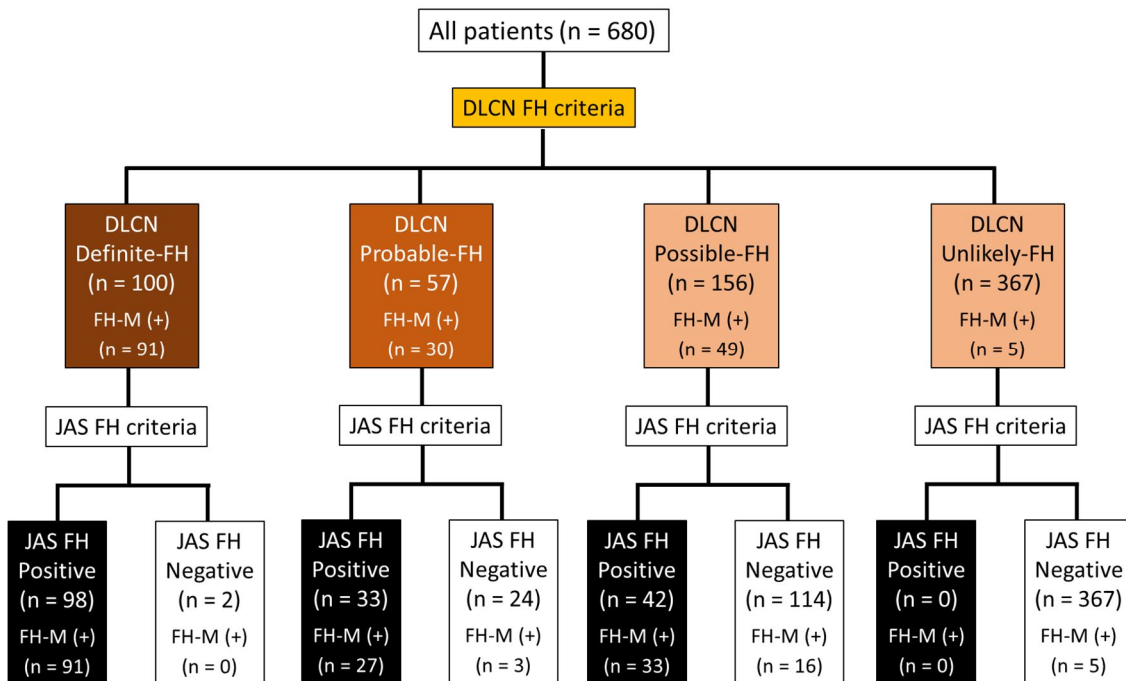 All patients (n = 680)
DLCN FH criteria
DLCN
Definite-FH
(n = 100)
FH-M (+)
(n = 91)
DLCN
Probable-FH
(n = 57)
FH-M (+)
(n = 30)
DLCN
Possible-FH
(n = 156)
FH-M (+)
(n = 49)
DLCN
Unlikely-FH
(n = 367)
FH-M (+)
(n = 5)
JAS FH criteria
JAS FH criteria
JAS FH criteria
JAS FH criteria
JAS FH
Positive
(n = 98)
FH-M (+)
(n = 91)
JAS FH
Negative
(n = 2)
FH-M (+)
(n = 0)
JAS FH
Positive
(n = 33)
FH-M (+)
(n = 27)
JAS FH
Negative
(n = 24)
FH-M (+)
(n = 3)
JAS FH
Positive
(n = 42)
FH-M (+)
(n = 33)
JAS FH
Negative
(n = 114)
FH-M (+)
(n = 16)
JAS FH
Positive
(n = 0)
FH-M (+)
(n = 0)
JAS FH
Negative
(n = 367)
FH-M (+)
(n = 5)